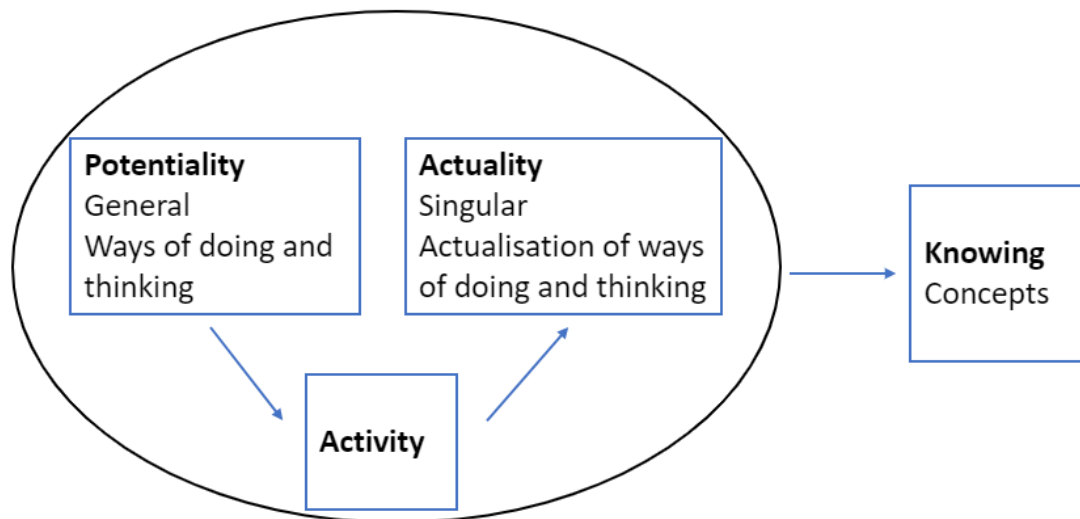 Potentiality
General
Ways of doing and
thinking
Actuality
Singular
Actualisation of ways
of doing and thinking
Activity
Knowing
Concepts